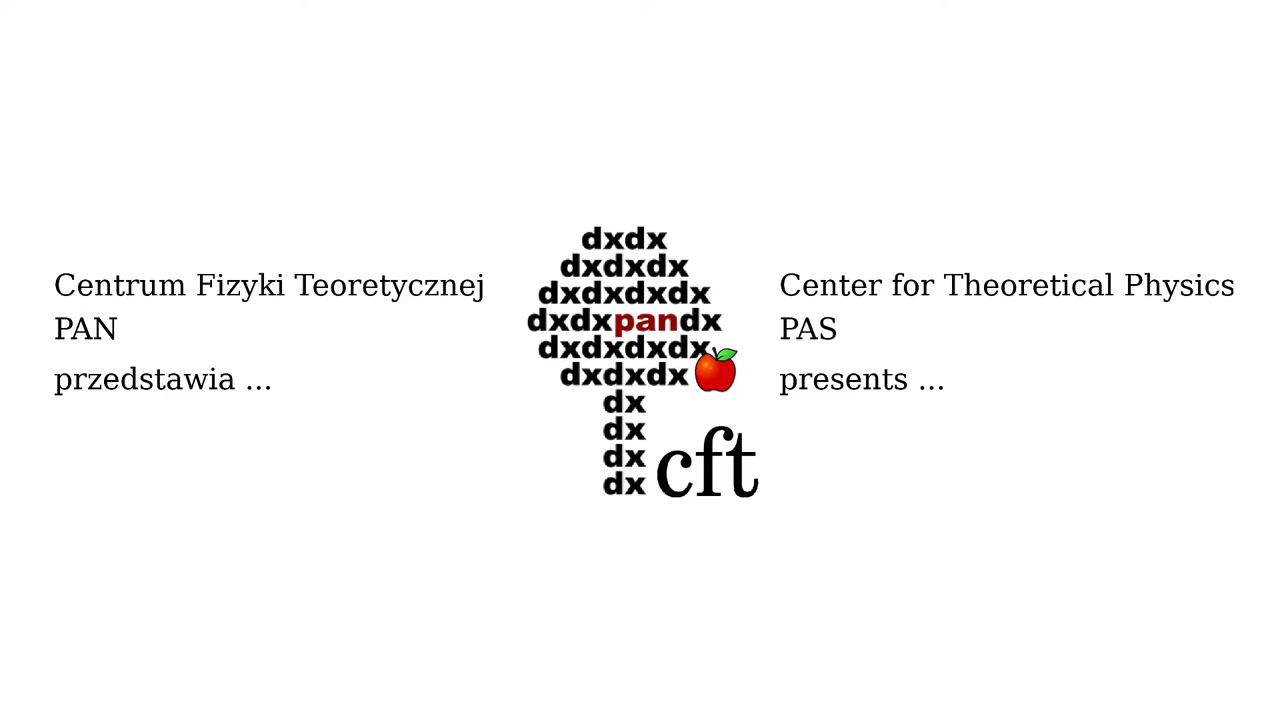 Centrum Fizyki Teoretycznej
PAN
przedstawia ...
dxdx
dxdxdx
dxdxdxdx
dxdxpandx
dxdxdxdx
dxdxdx
dx
dx
dx
dx
cft
Center for Theoretical Physics
PAS
presents ...